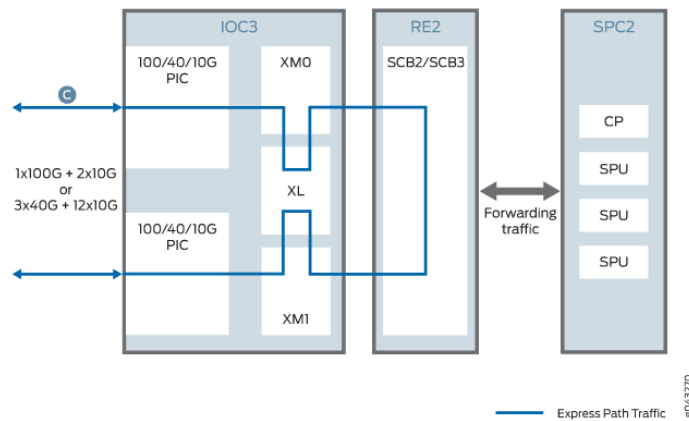 IOC3
RE2
SPC2
100/40/10G
PIC
XM0
SCB2/SCB3
C
CP
1x100G + 2x10G
or
3x40G + 12x10G
XL
SPU
Forwarding
traffic
SPU
100/40/10G
PIC
SPU
XM1
Express Path Traffic
g043220